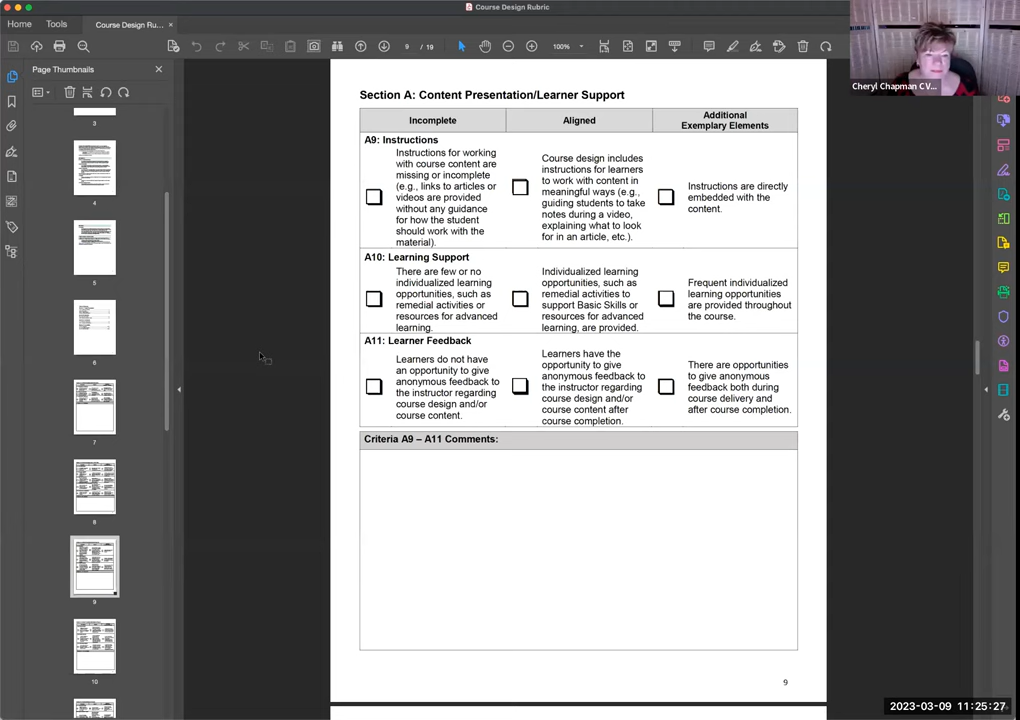 Course Design Rubric
Home
Tools
Course Design Ru...
Cheryl Chapman CV...
9 / 19
100%
Page Thumbnails
3
4
5
6
7
8
9
10
Section A: Content Presentation/Learner Support
Incomplete
Aligned
Additional
Exemplary Elements
A9: Instructions
Instructions for working
with course content are
missing or incomplete
(e.g., links to articles or
videos are provided
without any guidance
for how the student
should work with the
material).
Course design includes
instructions for learners
to work with content in
meaningful ways (e.g.,
guiding students to take
notes during a video,
explaining what to look
for in an article, etc.).
Instructions are directly
embedded with the
content.
A10: Learning Support
There are few or no
individualized learning
opportunities, such as
remedial activities or
resources for advanced
learning.
Individualized learning
opportunities, such as
remedial activities to
support Basic Skills or
resources for advanced
learning, are provided.
Frequent individualized
learning opportunities
are provided throughout
the course.
A11: Learner Feedback
Learners do not have
an opportunity to give
anonymous feedback to
the instructor regarding
course design and/or
course content.
Learners have the
opportunity to give
anonymous feedback to
the instructor regarding
course design and/or
course content after
course completion.
There are opportunities
to give anonymous
feedback both during
course delivery and
after course completion.
Criteria A9 – A11 Comments:
9
2023-03-09 11:25:27